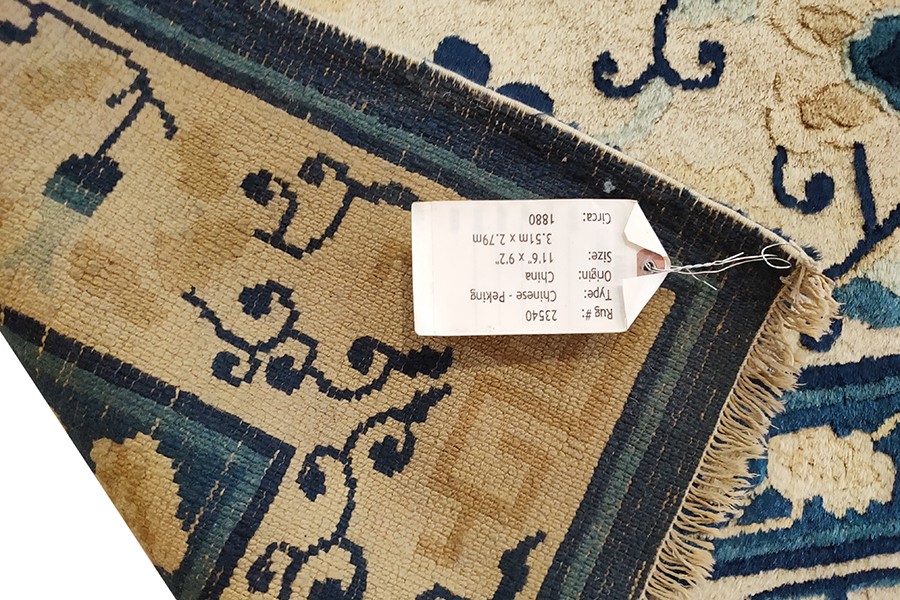 Rug #: 23540
Type: Chinese - Peking
Origin: China
Size: 11'6" x 9'2"
3.51m x 2.79m
Circa: 1880